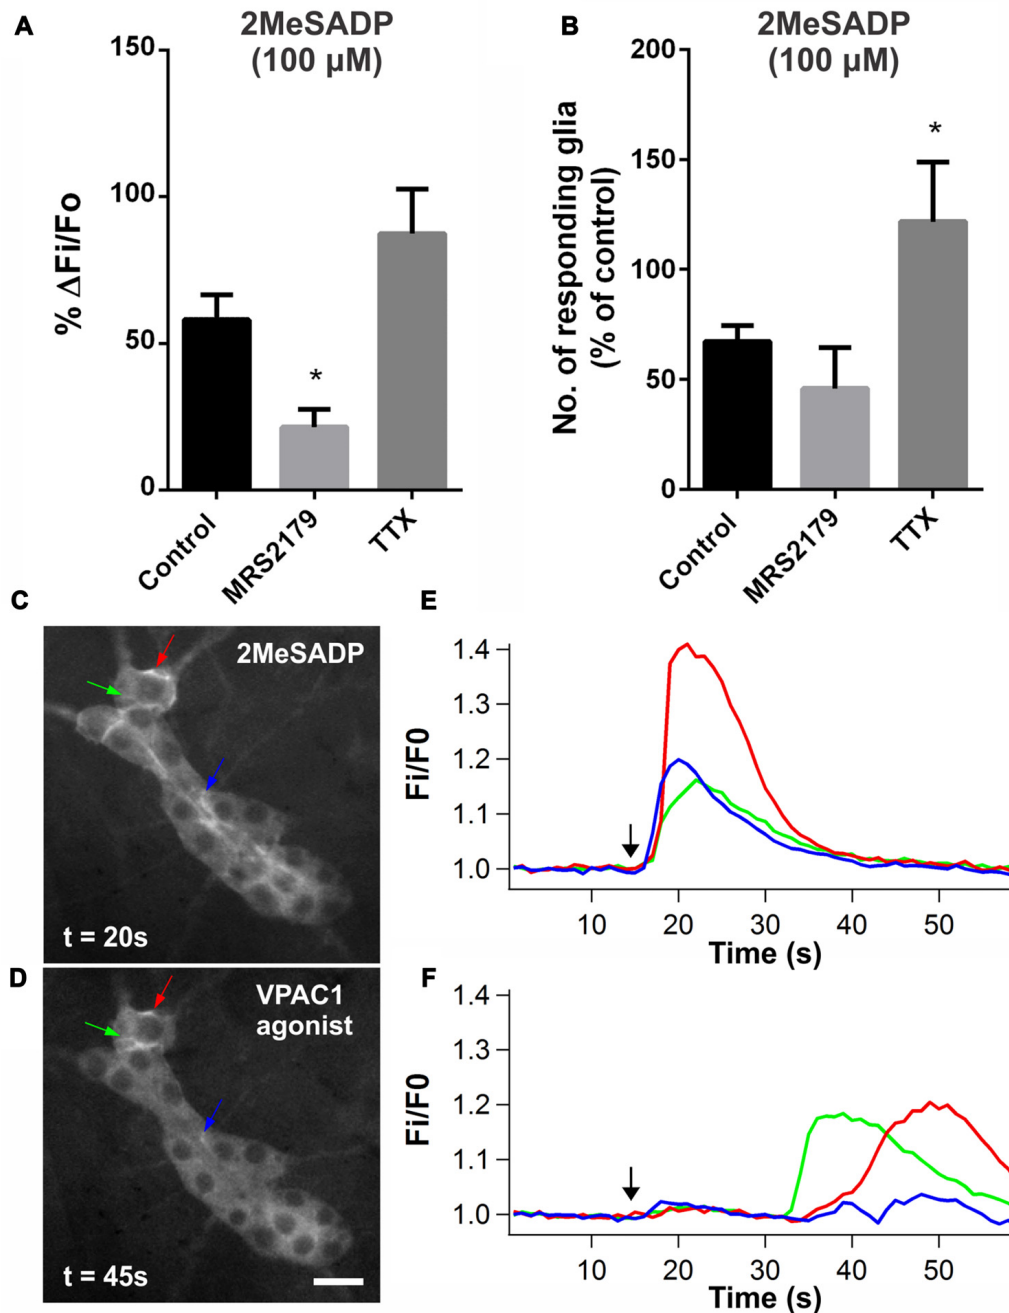 A
2MeSADP
(100 µM)
% ΔFi/Fo
150
100
50
0
*
Control
MRS2179
TTX
B
2MeSADP
(100 µM)
No. of responding glia
(% of control)
200
150
100
50
0
*
Control
MRS2179
TTX
C
2MeSADP
t = 20s
D
VPAC1
agonist
t = 45s
E
Fi/F0
1.4
1.3
1.2
1.1
1.0
10
20
30
40
50
Time (s)
F
Fi/F0
1.4
1.3
1.2
1.1
1.0
10
20
30
40
50
Time (s)